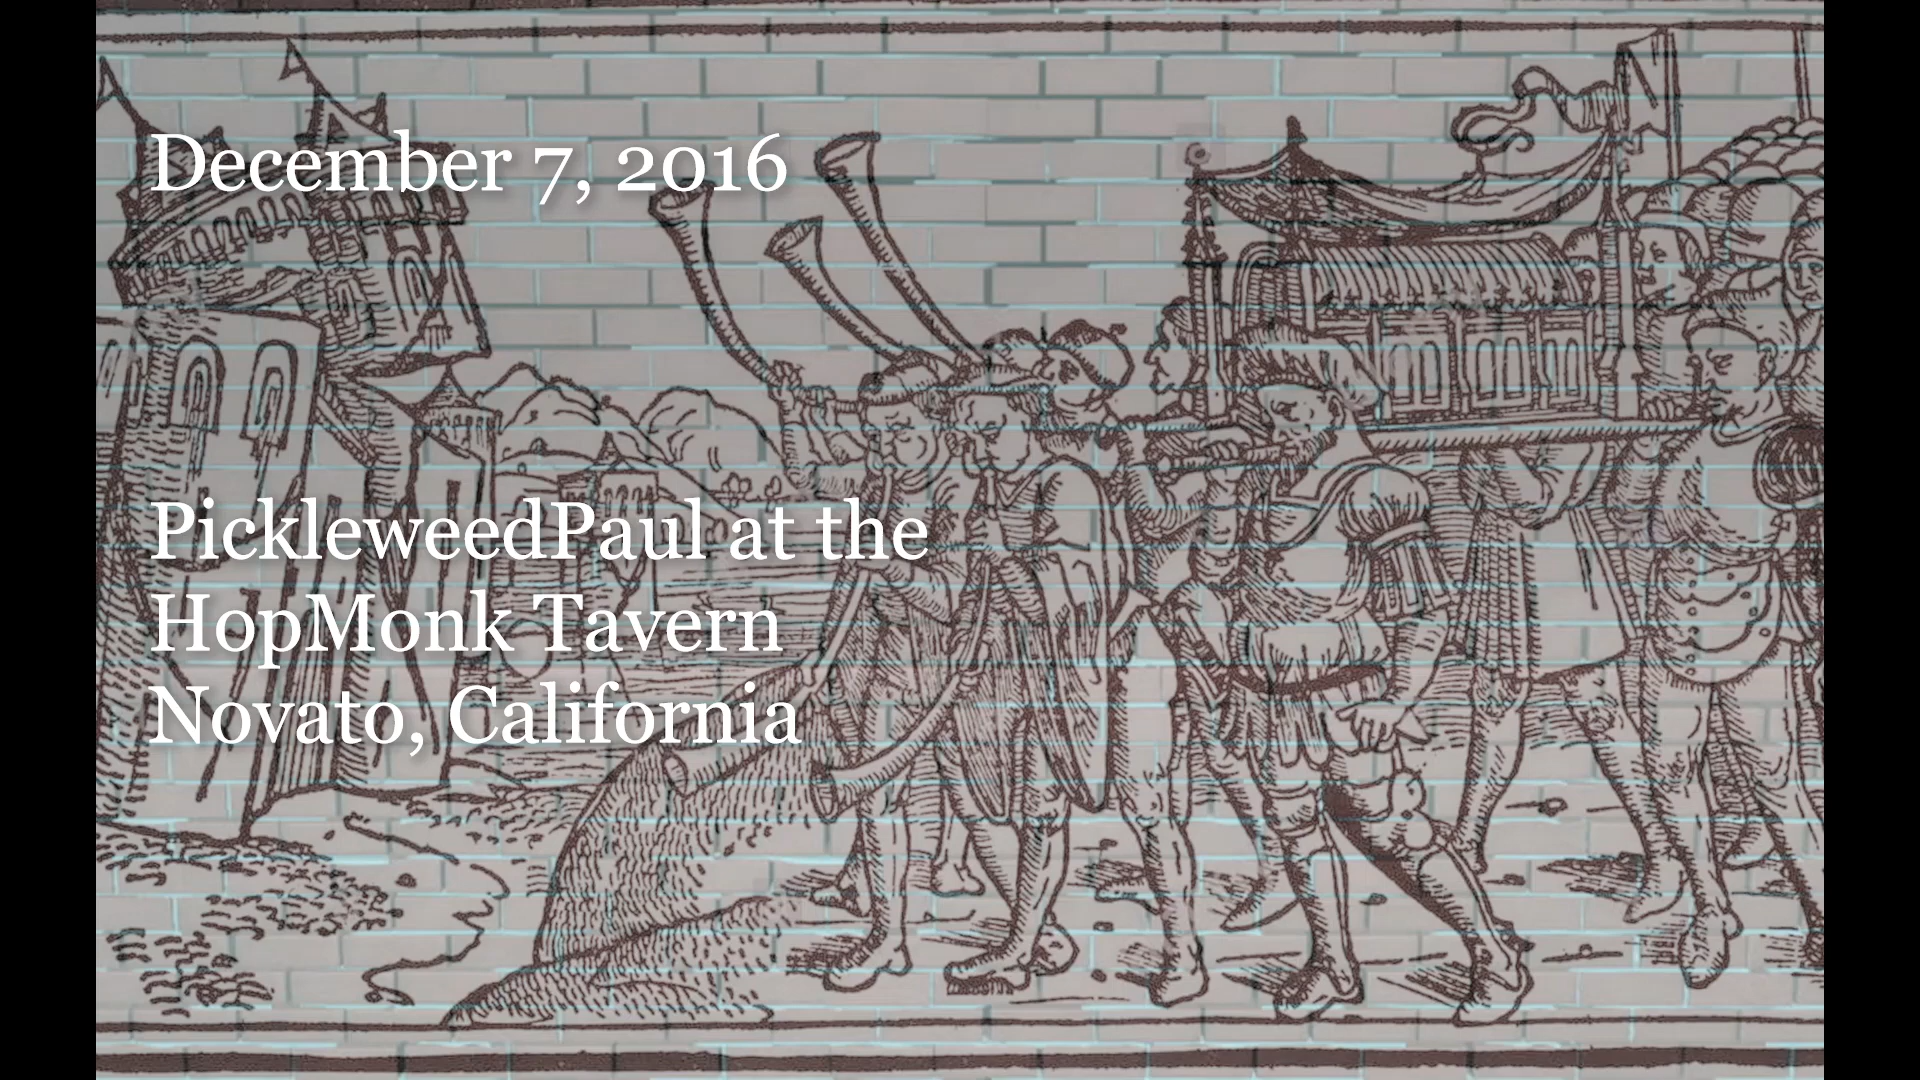 December 7, 2016
PickleweedPaul at the
HopMonk Tavern
Novato, California